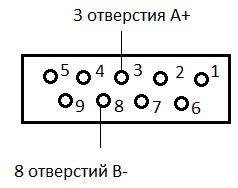 3 отверстия A+
5 4 3 2 1
9 8 7 6
8 отверстий B-